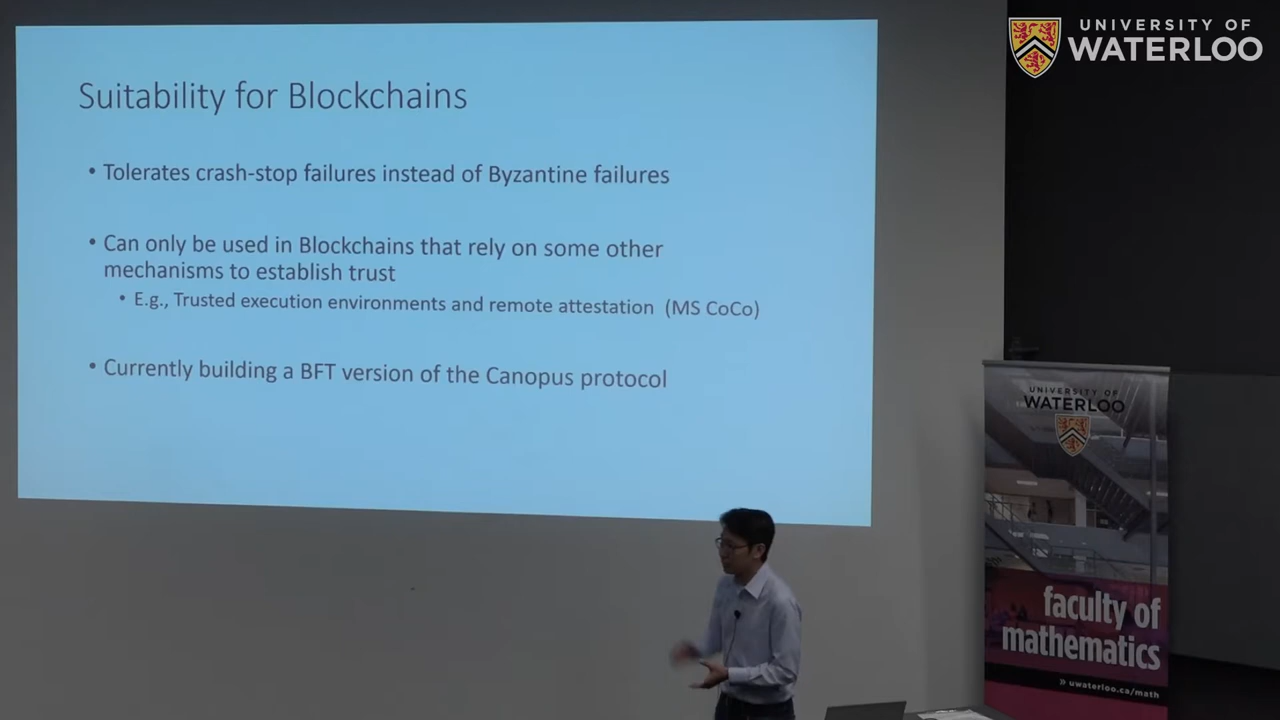 UNIVERSITY OF
WATERLOO
Suitability for Blockchains
• Tolerates crash-stop failures instead of Byzantine failures
• Can only be used in Blockchains that rely on some other
mechanisms to establish trust
• E.g., Trusted execution environments and remote attestation (MS CoCo)
• Currently building a BFT version of the Canopus protocol
UNIVERSITY OF
WATERLOO
faculty of
mathematics
» uwaterloo.ca/math